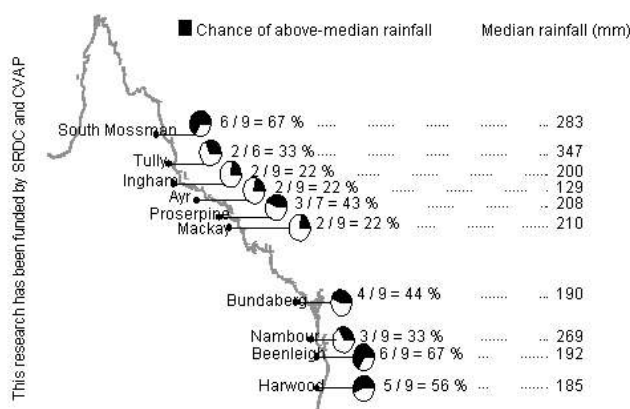 Chance of above-median rainfall Median rainfall (mm)
South Mossman 6 / 9 = 67 % ...... ...... ...... ...... ... 283
Tully 2 / 6 = 33 % ...... ...... ...... ...... ... 347
Ingham 2 / 9 = 22 % ...... ...... ...... ...... ... 200
Ayr 2 / 9 = 22 % ...... ...... ...... ... 129
Proserpine 3 / 7 = 43 % ...... ...... ...... ... 208
Mackay 2 / 9 = 22 % ...... ...... ... 210
Bundaberg 4 / 9 = 44 % ....... ...... ... 190
Nambour 3 / 9 = 33 % ....... ...... ... 269
Beenleigh 6 / 9 = 67 % ... ....... ... 192
Harwood 5 / 9 = 56 % ... ....... ... 185
This research has been funded by SRDC and CVAP